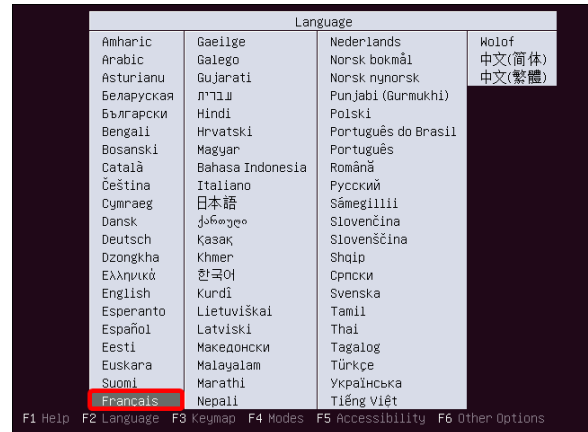 Language
Amharic
Arabic
Asturianu
Беларуская
Български
Bengali
Bosanski
Català
Čeština
Cymraeg
Dansk
Deutsch
Dzongkha
Ελληνικά
English
Esperanto
Español
Eesti
Euskara
Suomi
Français
Gaeilge
Galego
Gujarati
עברית
Hindi
Hrvatski
Magyar
Bahasa Indonesia
Italiano
日本語
ქართული
Қазақ
Khmer
한국어
Kurdî
Lietuviškai
Latviski
Македонски
Malayalam
Marathi
Nepali
Nederlands
Norsk bokmål
Norsk nynorsk
Punjabi (Gurmukhi)
Polski
Português do Brasil
Português
Română
Русский
Sámegillii
Slovenčina
Slovenščina
Shqip
Српски
Svenska
Tamil
Thai
Tagalog
Türkçe
Українська
Tiếng Việt
Wolof
中文(简体)
中文(繁體)
F1 Help F2 Language F3 Keymap F4 Modes F5 Accessibility F6 Other Options